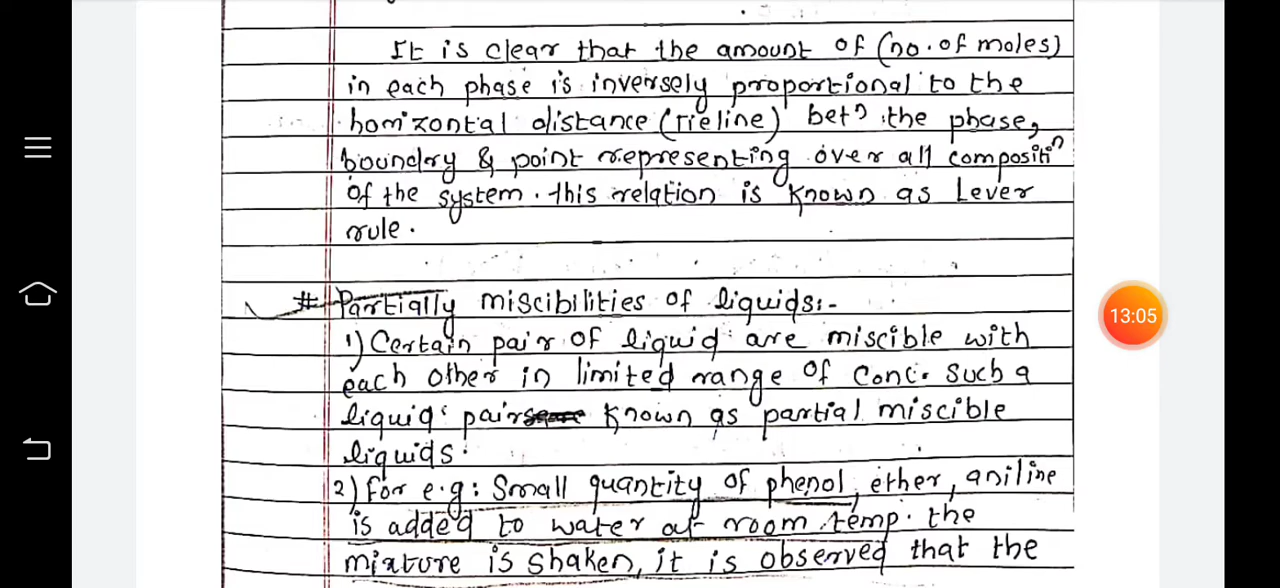 It is clear that the amount of (no. of moles)
in each phase is inversely proportional to the
horizontal distance (Tieline) betⁿ the phase,
boundry & point representing over all compositiⁿ
of the system. this relation is known as Lever
rule.
# Partially miscibilities of liquids:-
1) Certain pair of liquid are miscible with
each other in limited range of conc. Such a
liquid pairs known as partial miscible
liquids.
2) For e.g: Small quantity of phenol, ether, aniline
is added to water at room temp. the
mixture is shaken, it is observed that the
13:05